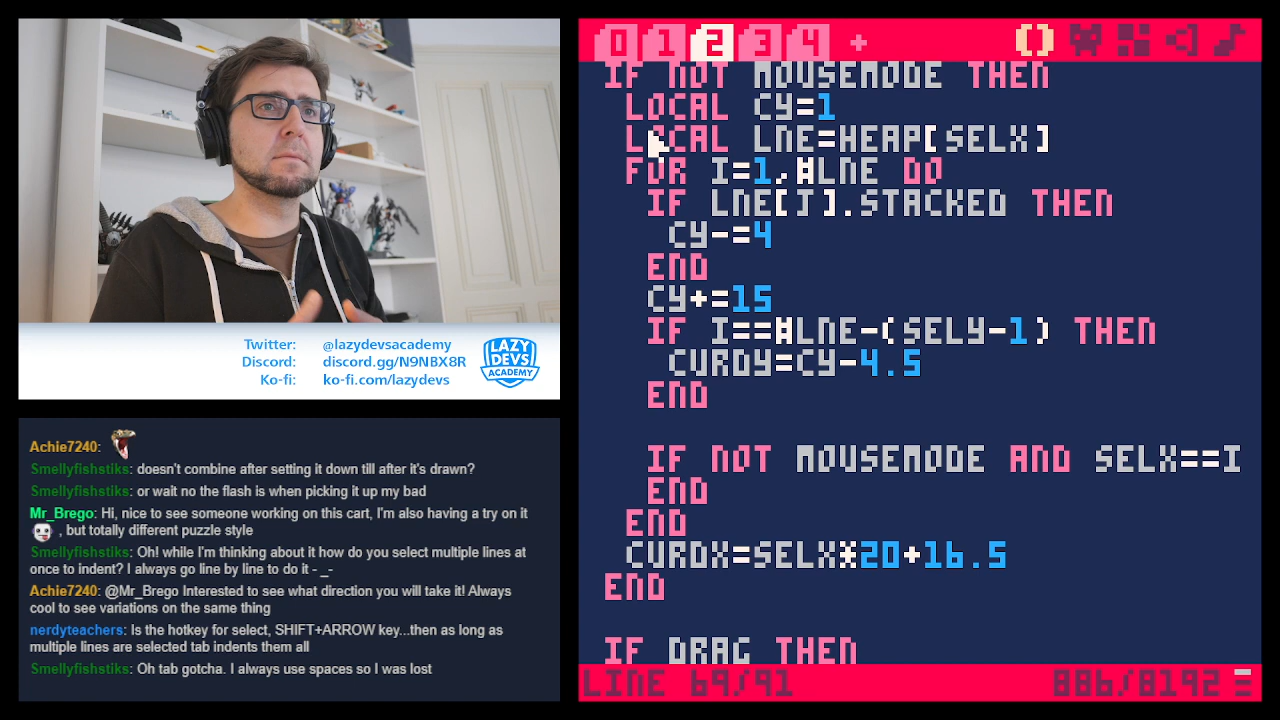 Twitter: @lazydevsacademy
Discord: discord.gg/N9NBX8R
Ko-fi: ko-fi.com/lazydevs
LAZY
DEVS
ACADEMY
Achie7240:
Smellyfishstiks: doesn't combine after setting it down till after it's drawn?
Smellyfishstiks: or wait no the flash is when picking it up my bad
Mr_Brego: Hi, nice to see someone working on this cart, I'm also having a try on it
, but totally different puzzle style
Smellyfishstiks: Oh! while I'm thinking about it how do you select multiple lines at
once to indent? I always go line by line to do it - _-
Achie7240: @Mr_Brego Interested to see what direction you will take it! Always
cool to see variations on the same thing
nerdyteachers: Is the hotkey for select, SHIFT+ARROW key...then as long as
multiple lines are selected tab indents them all
Smellyfishstiks: Oh tab gotcha. I always use spaces so I was lost
0 1 2 3 4 +
IF NOT MOUSEMODE THEN
LOCAL CY=1
LOCAL LNE=HEAP[SELX]
FOR I=1,#LNE DO
IF LNE[J].STACKED THEN
CY-=4
END
CY+=15
IF I==#LNE-(SELY-1) THEN
CURDY=CY-4.5
END
IF NOT MOUSEMODE AND SELX==I
END
END
CURDX=SELX*20+16.5
END
IF DRAG THEN
LINE 69/91
886/8192